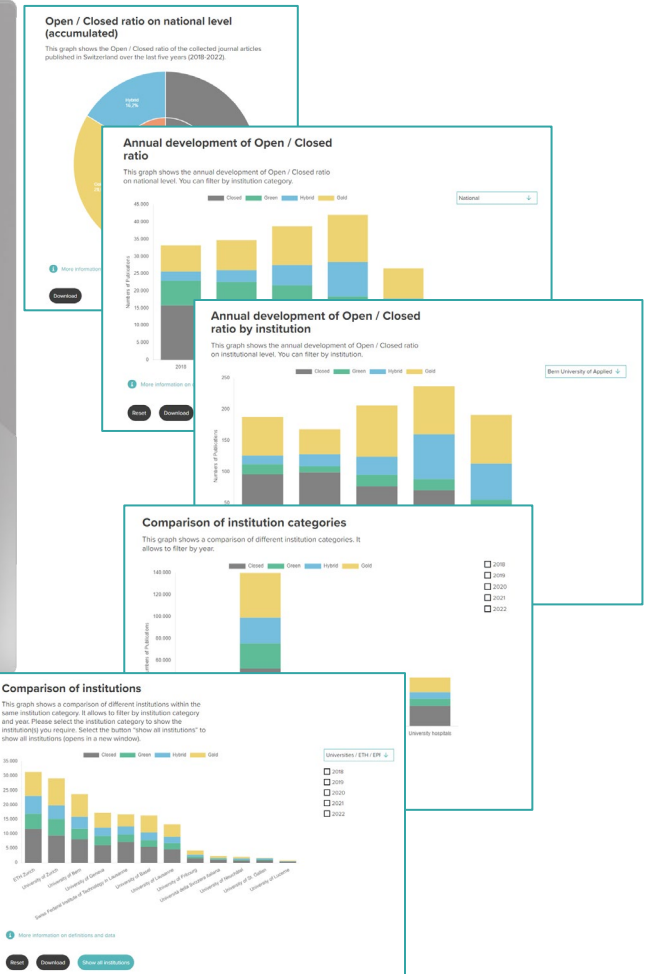 Open / Closed ratio on national level
(accumulated)
This graph shows the Open / Closed ratio of the collected journal articles
published in Switzerland over the last five years (2018-2022).
Hybrid
16.2%
More information
Download
Annual development of Open / Closed
ratio
This graph shows the annual development of Open / Closed ratio
on national level. You can filter by institution category.
Closed Green Hybrid Gold
National
Numbers of Publications
45.000
40.000
35.000
30.000
25.000
20.000
15.000
10.000
5.000
0
2018
More information on
Reset Download
Annual development of Open / Closed
ratio by institution
This graph shows the annual development of Open / Closed ratio
on institutional level. You can filter by institution.
Closed Green Hybrid Gold
Bern University of Applied
Numbers of Publications
250
200
150
100
50
Comparison of institution categories
This graph shows a comparison of different institution categories. It
allows to filter by year.
Closed Green Hybrid Gold
2018
2019
2020
2021
2022
140.000
120.000
100.000
80.000
60.000
University hospitals
Comparison of institutions
This graph shows a comparison of different institutions within the
same institution category. It allows to filter by institution category
and year. Please select the institution category to show the
institution(s) you require. Select the button "show all institutions" to
show all institutions (opens in a new window).
Closed Green Hybrid Gold
Universities / ETH / EPF
2018
2019
2020
2021
2022
35.000
30.000
25.000
20.000
15.000
10.000
5.000
0
ETH Zurich
University of Zurich
University of Bern
University of Geneva
Swiss Federal Institute of Technology in Lausanne
University of Basel
University of Lausanne
University of Fribourg
Università della Svizzera italiana
University of Neuchâtel
University of St. Gallen
University of Lucerne
More information on definitions and data
Reset Download Show all institutions